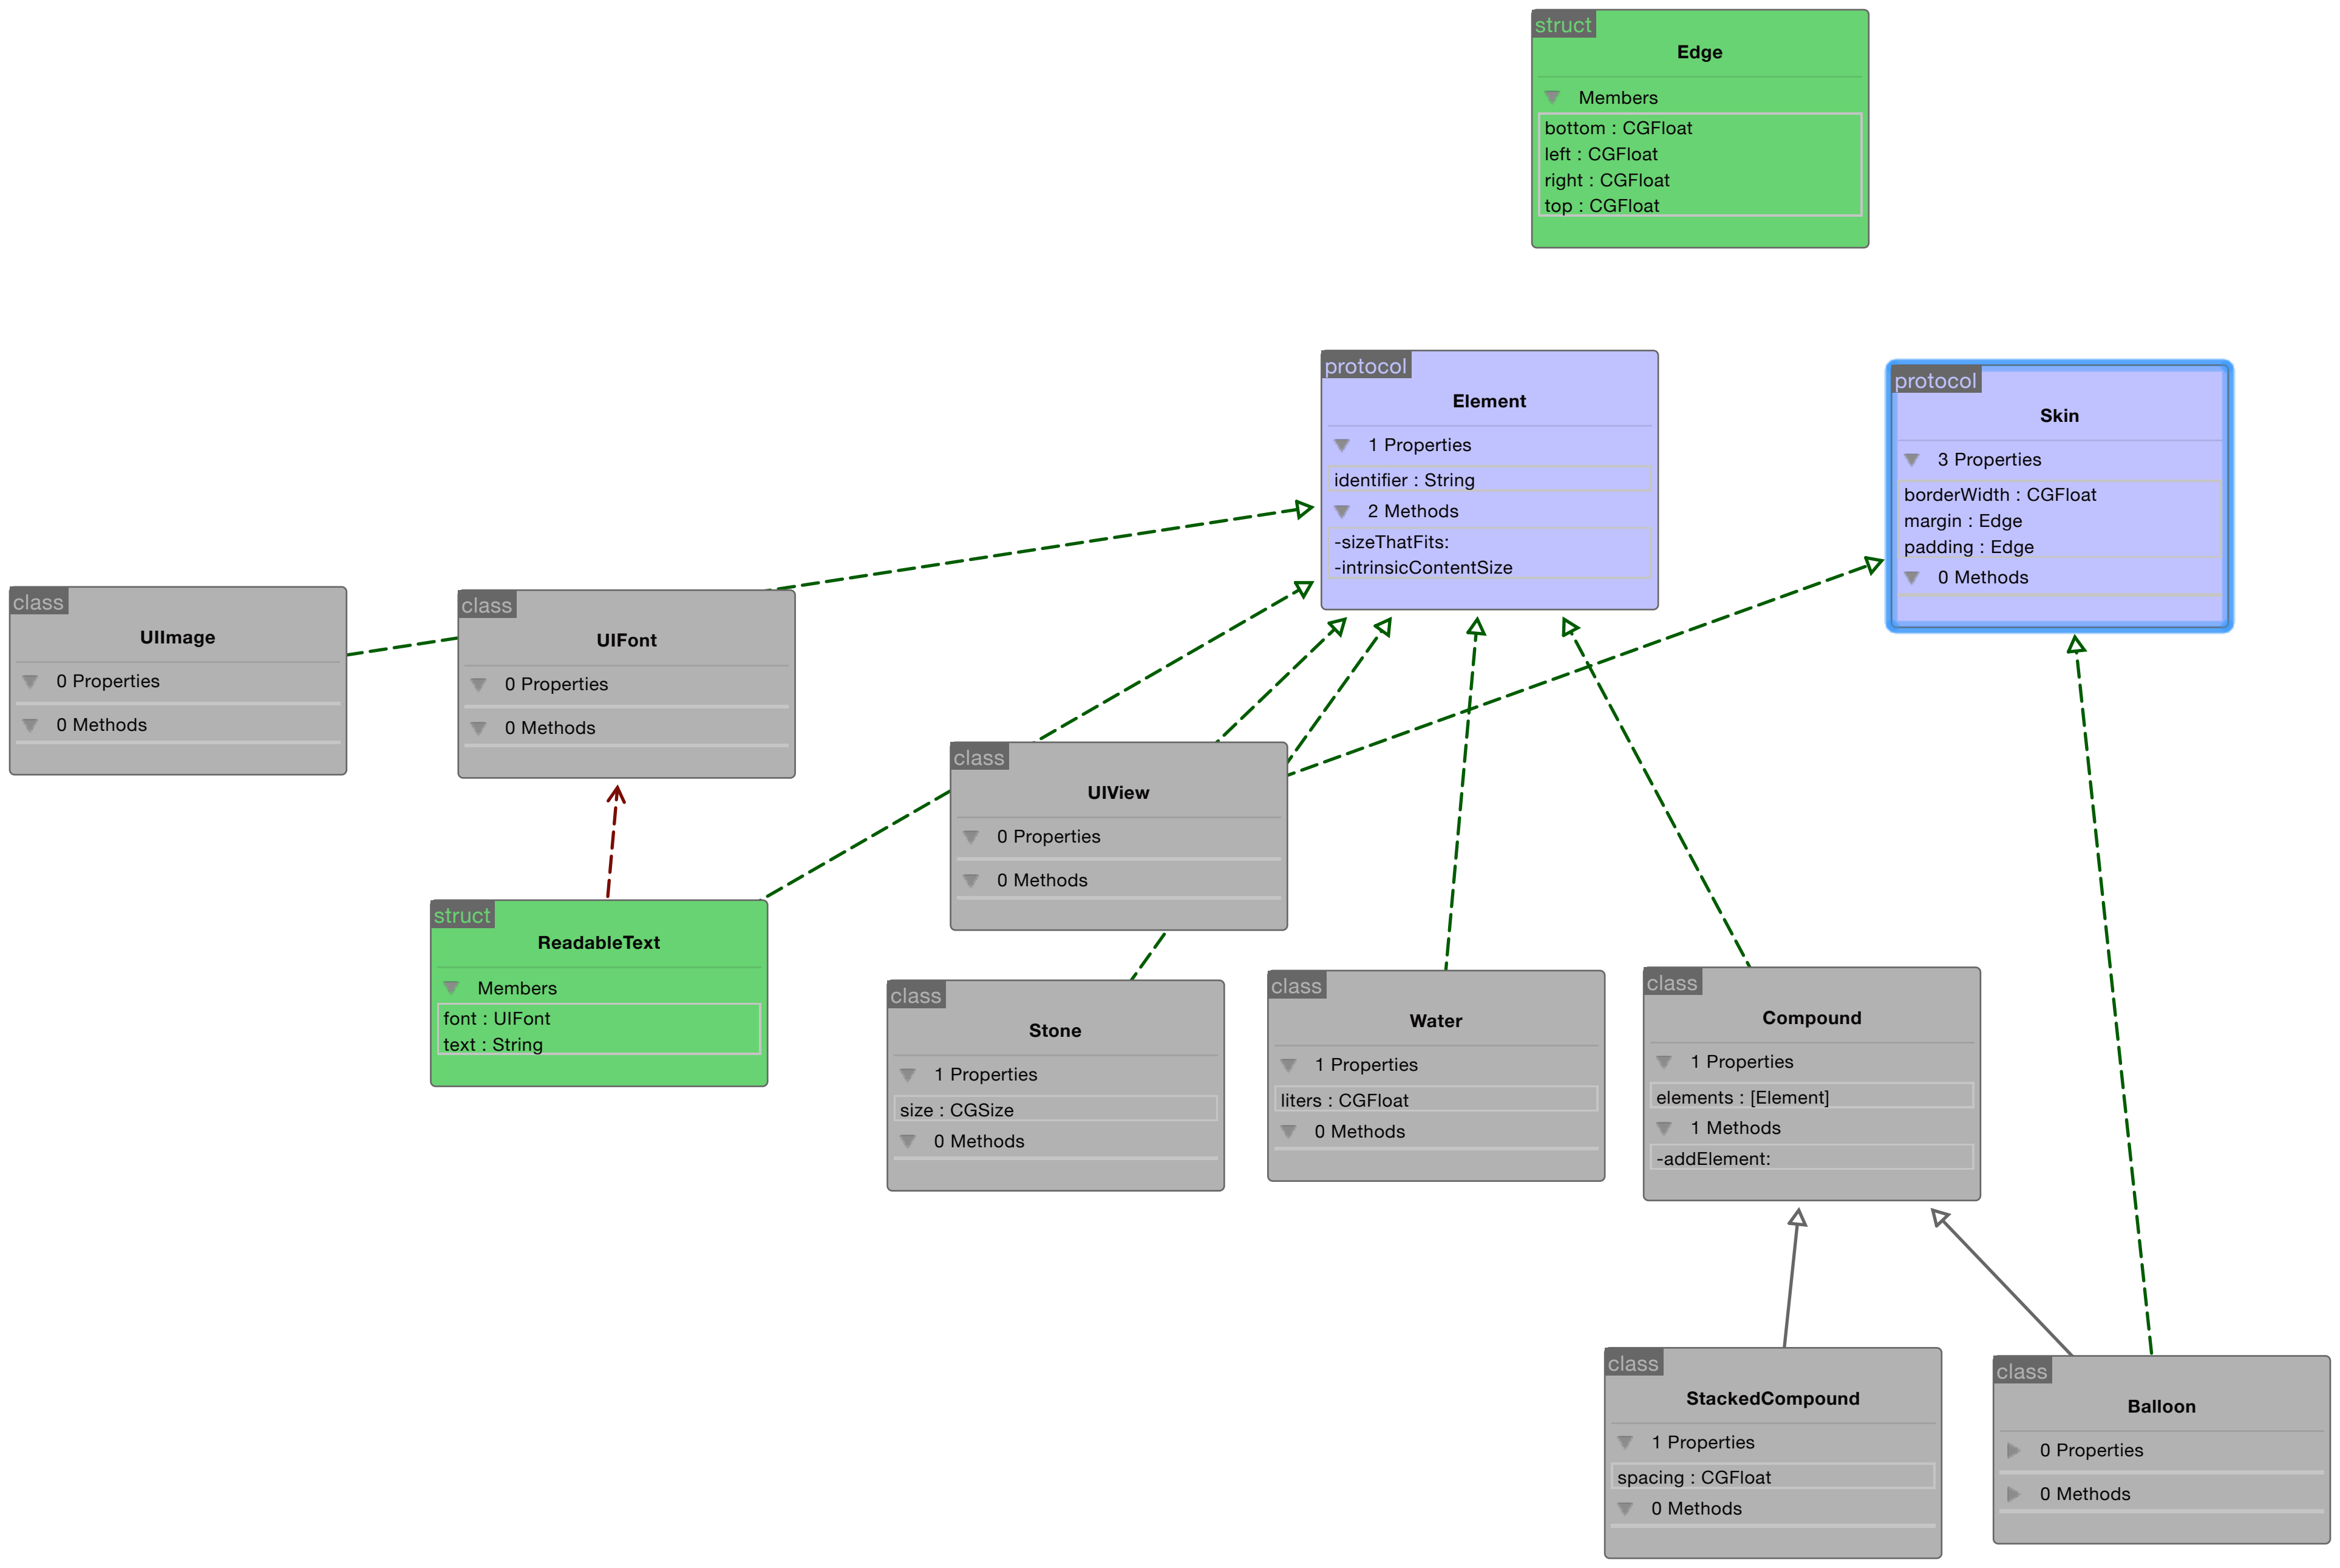 struct
Edge
Members
bottom : CGFloat
left : CGFloat
right : CGFloat
top : CGFloat
protocol
Element
1 Properties
identifier : String
2 Methods
-sizeThatFits:
-intrinsicContentSize
protocol
Skin
3 Properties
borderWidth : CGFloat
margin : Edge
padding : Edge
0 Methods
class
UIImage
0 Properties
0 Methods
class
UIFont
0 Properties
0 Methods
class
UIView
0 Properties
0 Methods
struct
ReadableText
Members
font : UIFont
text : String
class
Stone
1 Properties
size : CGSize
0 Methods
class
Water
1 Properties
liters : CGFloat
0 Methods
class
Compound
1 Properties
elements : [Element]
1 Methods
-addElement:
class
StackedCompound
1 Properties
spacing : CGFloat
0 Methods
class
Balloon
0 Properties
0 Methods